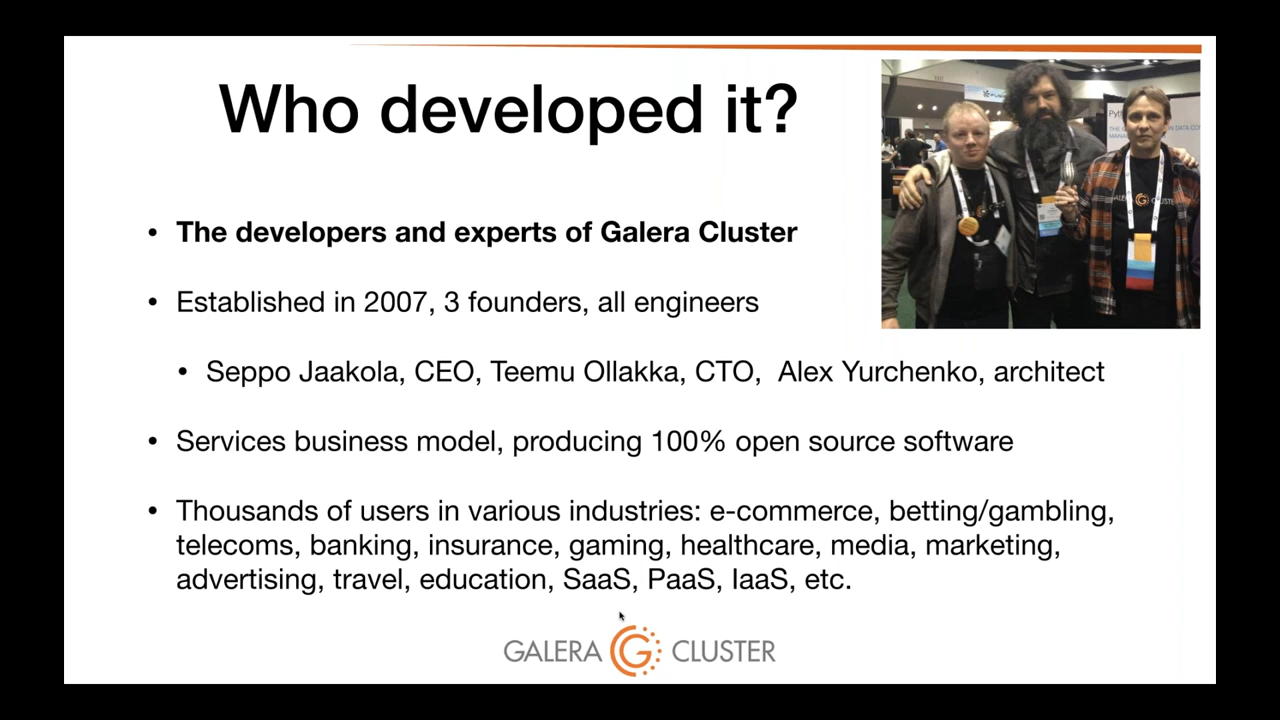 Who developed it?
• The developers and experts of Galera Cluster
• Established in 2007, 3 founders, all engineers
• Seppo Jaakola, CEO, Teemu Ollakka, CTO,  Alex Yurchenko, architect
• Services business model, producing 100% open source software
• Thousands of users in various industries: e-commerce, betting/gambling,
telecoms, banking, insurance, gaming, healthcare, media, marketing,
advertising, travel, education, SaaS, PaaS, IaaS, etc.
GALERA CLUSTER